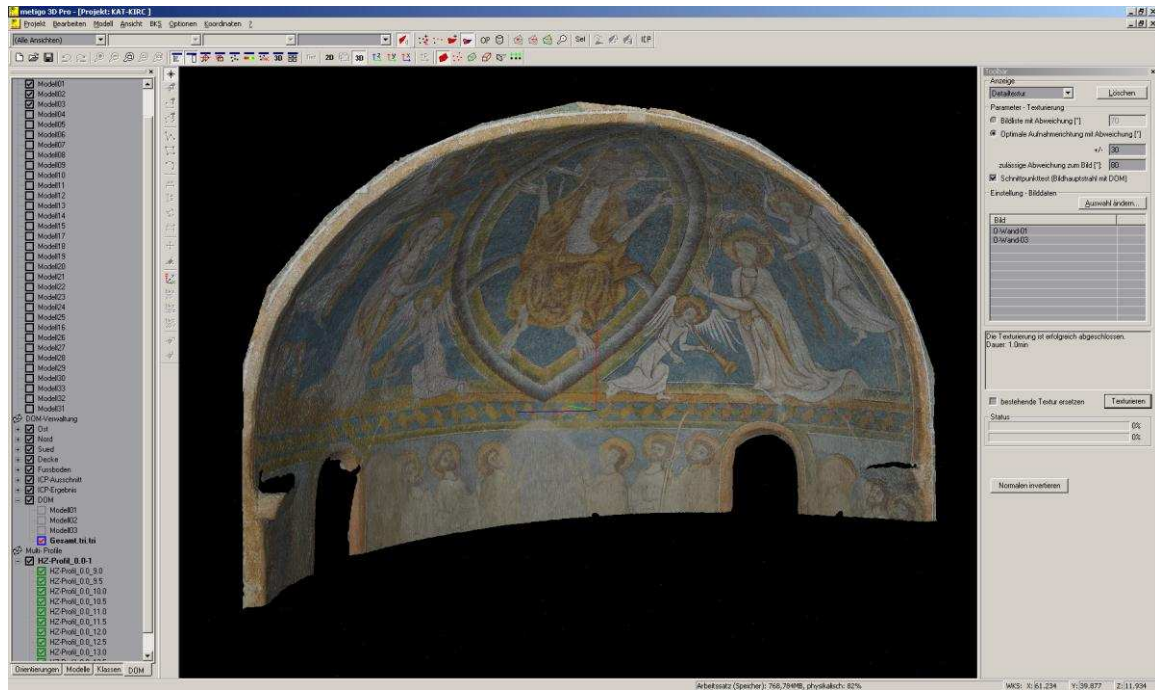 metigo 3D Pro - [Projekt: KAT-KIRC ]
Projekt Bearbeiten Modell Ansicht BKS Optionen Koordinaten ?
(Alle Ansichten)
OP
Sel
ICP
3D
2D
3D
Modell01
Modell02
Modell03
Modell04
Modell05
Modell06
Modell07
Modell08
Modell09
Modell10
Modell11
Modell12
Modell13
Modell14
Modell15
Modell17
Modell18
Modell19
Modell20
Modell21
Modell22
Modell23
Modell24
Modell25
Modell16
Modell26
Modell27
Modell28
Modell29
Modell30
Modell33
Modell32
Modell31
DOM-Verwaltung
Ost
Nord
Sued
Decke
Fussboden
ICP-Ausschnitt
ICP-Ergebnis
DOM
Modell01
Modell02
Modell03
Gesamt.tri.tri
Multi- Profile
HZ-Profil_0.0-1
HZ-Profil_0.0_9.0
HZ-Profil_0.0_9.5
HZ-Profil_0.0_10.0
HZ-Profil_0.0_10.5
HZ-Profil_0.0_11.0
HZ-Profil_0.0_11.5
HZ-Profil_0.0_12.0
HZ-Profil_0.0_12.5
HZ-Profil_0.0_13.0
Orientierungen Modelle Klassen DOM
Toolbar
Anzeige
Detailtextur
Löschen
Parameter - Texturierung
Bildliste mit Abweichung [°] 70
Optimale Aufnahmerichtung mit Abweichung [°]
+/- 30
zulässige Abweichung zum Bild [°] 80
Schnittpunkttest (Bildhauptstrahl mit DOM)
Einstellung - Bilddaten
Auswahl ändern...
Bild
O-Wand-01
O-Wand-03
Die Texturierung ist erfolgreich abgeschlossen.
Dauer: 1.0min
bestehende Textur ersetzen
Texturieren
Status
0%
0%
Normalen invertieren
Arbeitssatz (Speicher): 768,784MB, physikalisch: 82%
WKS: X: 61.234 Y: 39.877 Z: 11.934